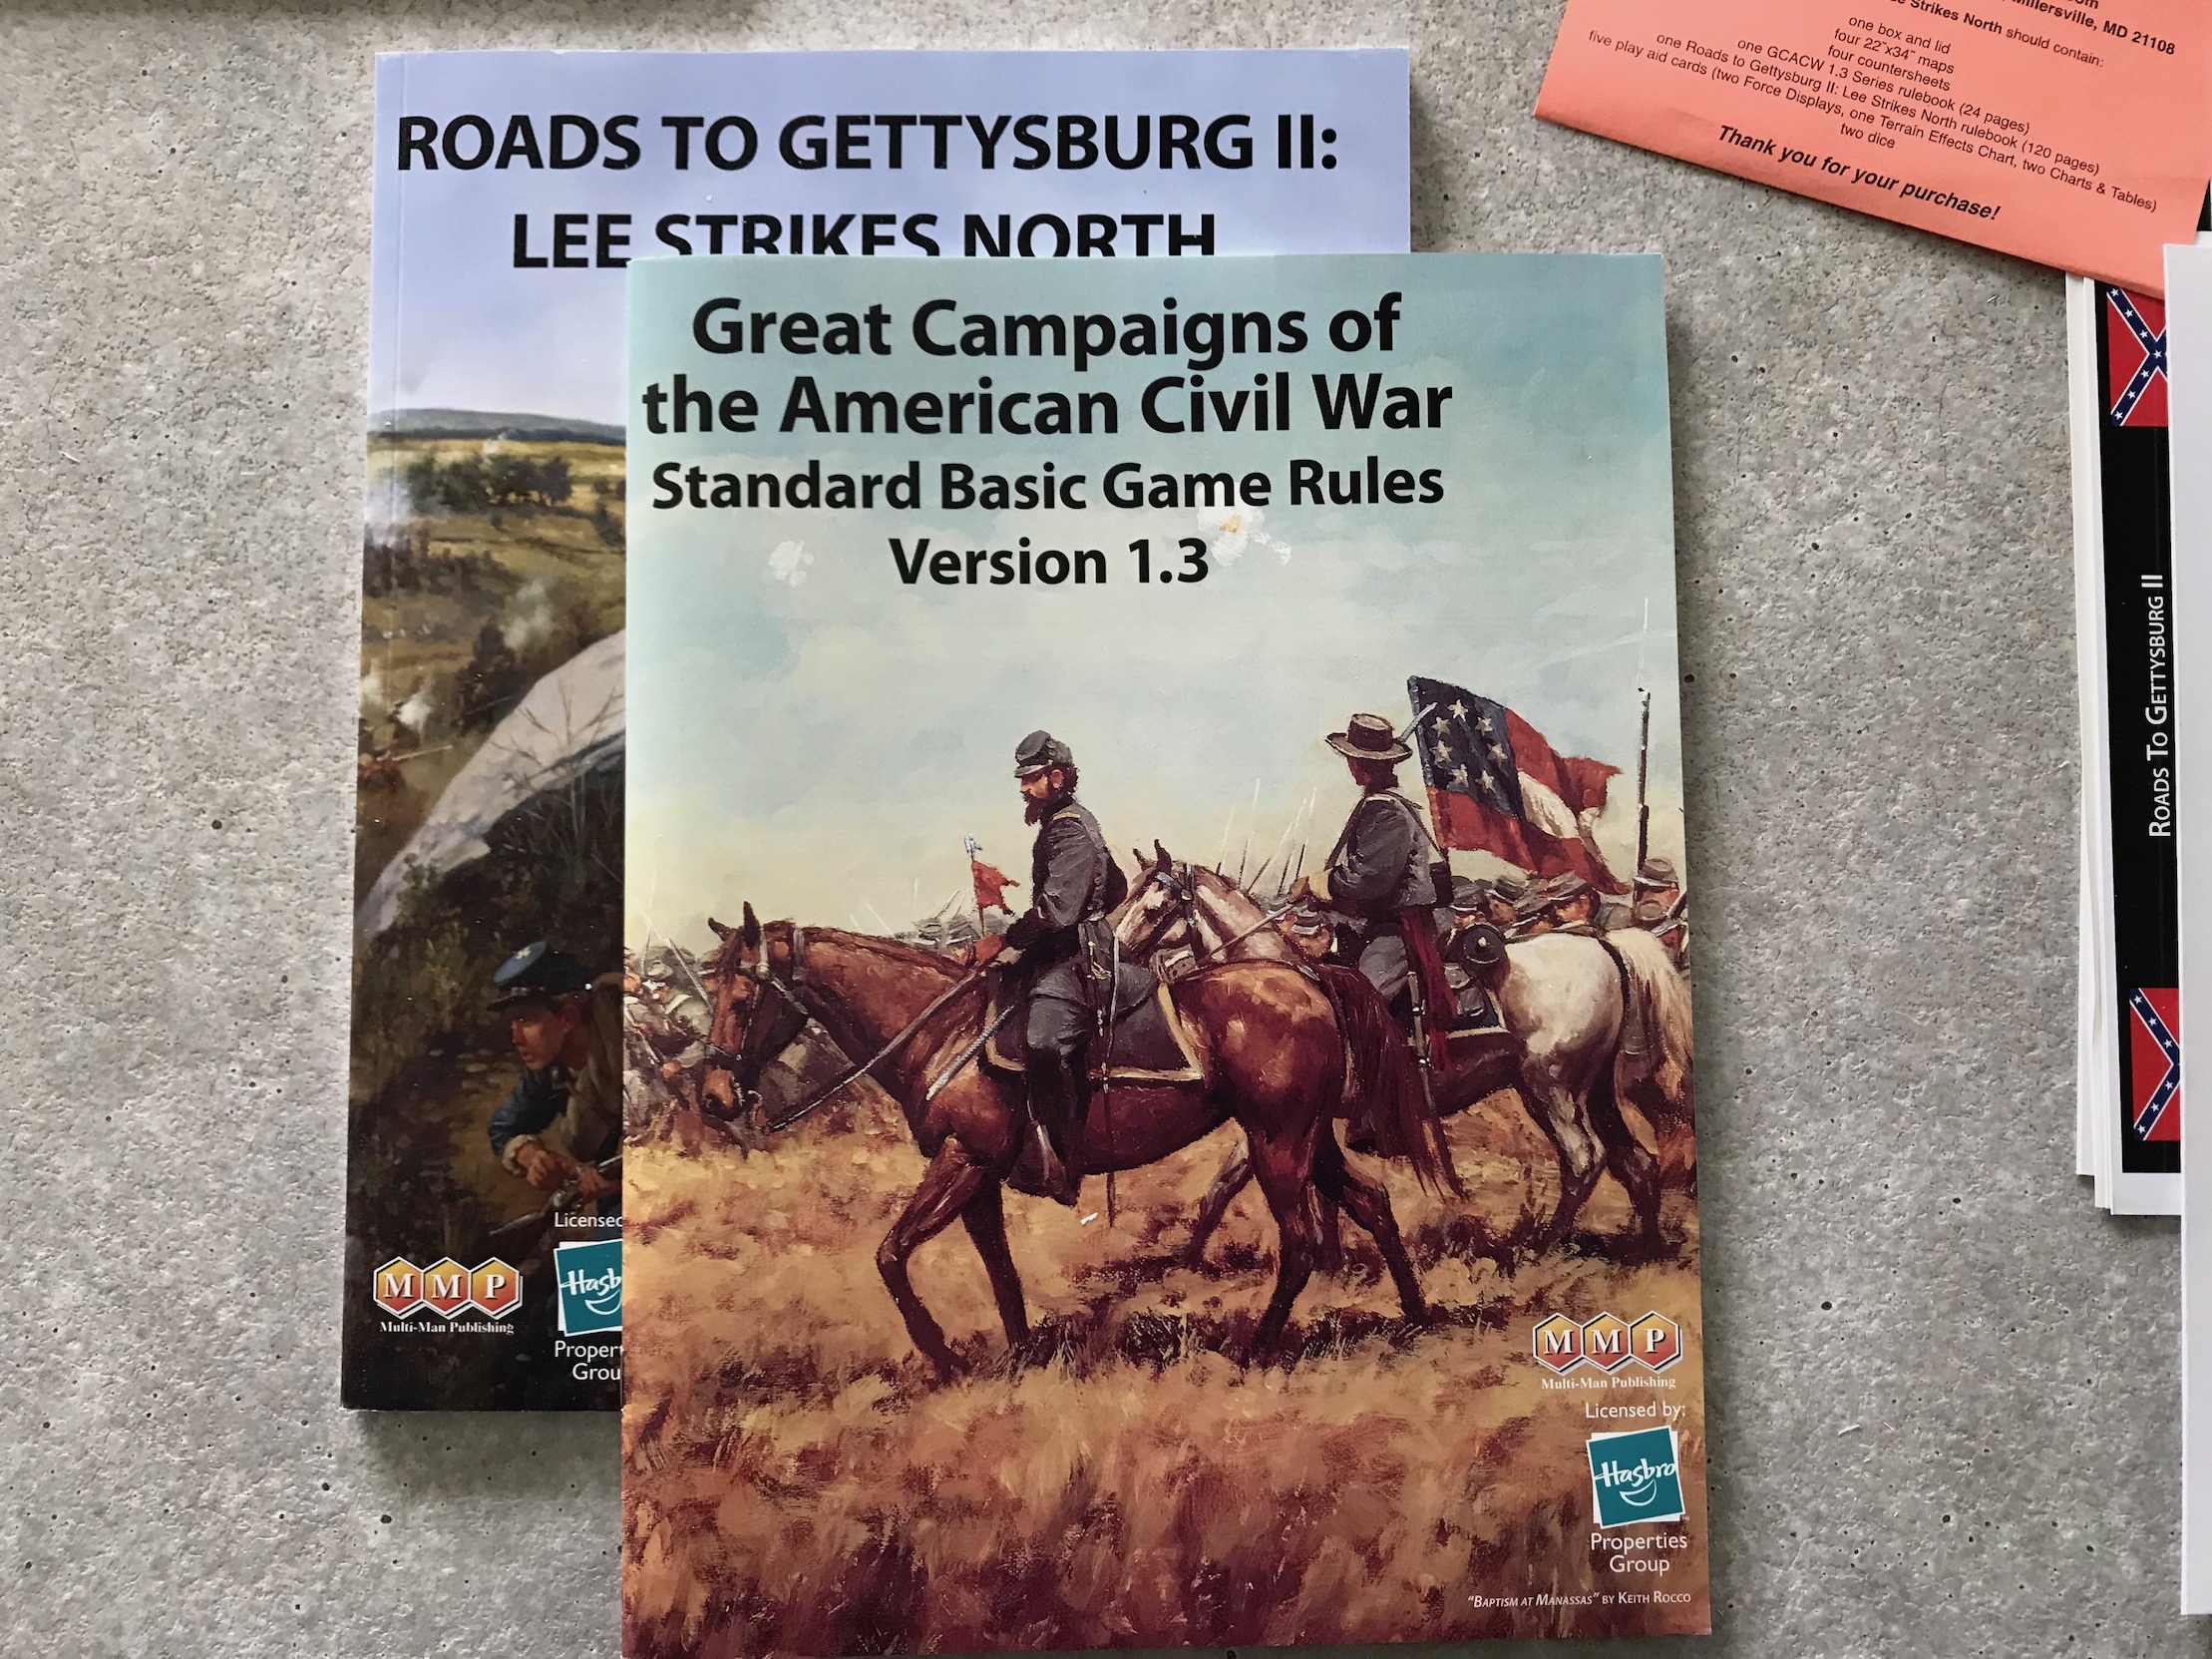 ROADS TO GETTYSBURG II:
LEE STRIKES NORTH
Great Campaigns of
the American Civil War
Standard Basic Game Rules
Version 1.3
Licensed
MMP
Multi-Man Publishing
MMP
Multi-Man Publishing
Licensed by:
Hasbro
Properties
Group
"BAPTISM AT MANASSAS" BY KEITH ROCCO
Millersville, MD 21108
Strikes North should contain:
one box and lid
four 22"x34" maps
four countersheets
one GCACW 1.3 Series rulebook (24 pages)
one Roads to Gettysburg II: Lee Strikes North rulebook (120 pages)
five play aid cards (two Force Displays, one Terrain Effects Chart, two Charts & Tables)
two dice
Thank you for your purchase!
ROADS TO GETTYSBURG II